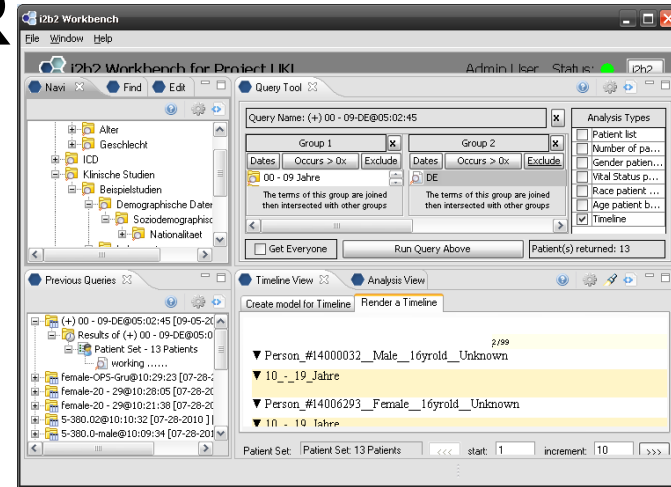 R
i2b2 Workbench
File Window Help
i2b2 Workbench for Project UKI
Admin User Status: i2b2
Navi Find Edit
Alter
Geschlecht
ICD
Klinische Studien
Beispielstudien
Demographische Daten
Soziodemographisc
Nationalitaet
Query Tool
Query Name: (+) 00 - 09-DE@05:02:45 x
Group 1 x
Dates Occurs > 0x Exclude
00 - 09 Jahre
The terms of this group are joined
then intersected with other groups
Group 2 x
Dates Occurs > 0x Exclude
DE
The terms of this group are joined
then intersected with other groups
Analysis Types
Patient list
Number of pa...
Gender patien...
Vital Status p...
Race patient ...
Age patient b...
Timeline
Get Everyone Run Query Above Patient(s) returned: 13
Previous Queries
(+) 00 - 09-DE@05:02:45 [09-05-20
Results of (+) 00 - 09-DE@05:0
Patient Set - 13 Patients
working ......
female-OPS-Gru@10:29:23 [07-28-2
female-20 - 29@10:28:05 [07-28-20
female-20 - 29@10:21:38 [07-28-20
5-380.02@10:10:32 [07-28-2010 ]
5-380.0-male@10:09:34 [07-28-201
Timeline View Analysis View
Create model for Timeline Render a Timeline
2/99
Person_#14000032__Male__16yrold__Unknown
10_-_19_Jahre
Person_#14006293__Female__16yrold__Unknown
10_-_19_Jahre
Patient Set: Patient Set: 13 Patients <<< start: 1 increment: 10 >>>